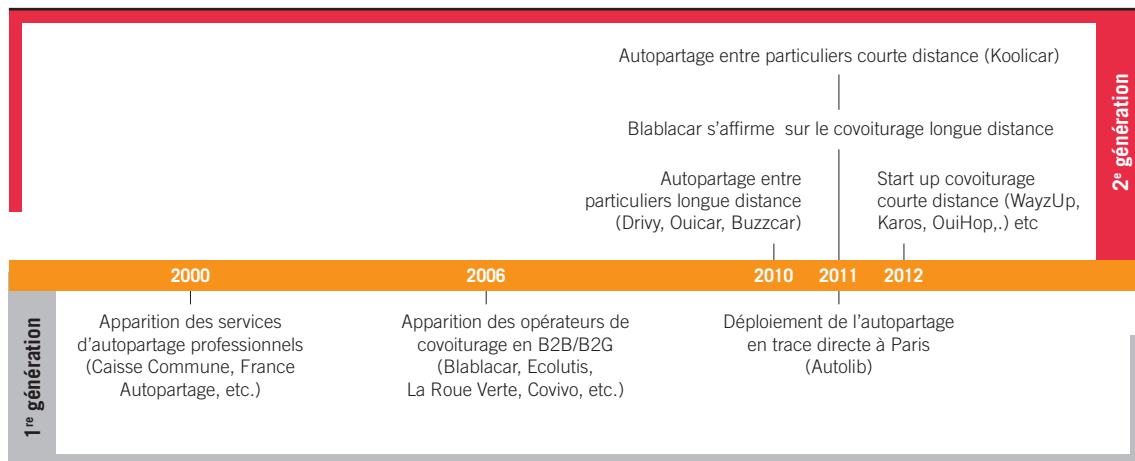 Autopartage entre particuliers courte distance (Koolicar)
Blablacar s’affirme sur le covoiturage longue distance
Autopartage entre
particuliers longue distance
(Drivy, Ouicar, Buzzcar)
Start up covoiturage
courte distance (WayzUp,
Karos, OuiHop,.) etc
2e génération
2000
2006
2010
2011
2012
1re génération
Apparition des services
d’autopartage professionnels
(Caisse Commune, France
Autopartage, etc.)
Apparition des opérateurs de
covoiturage en B2B/B2G
(Blablacar, Ecolutis,
La Roue Verte, Covivo, etc.)
Déploiement de l’autopartage
en trace directe à Paris
(Autolib)